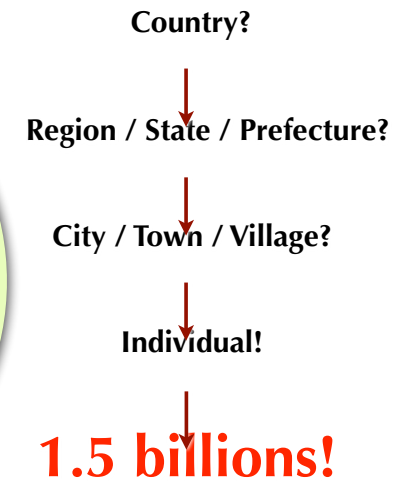 Country?
Region / State / Prefecture?
City / Town / Village?
Individual!
1.5 billions!